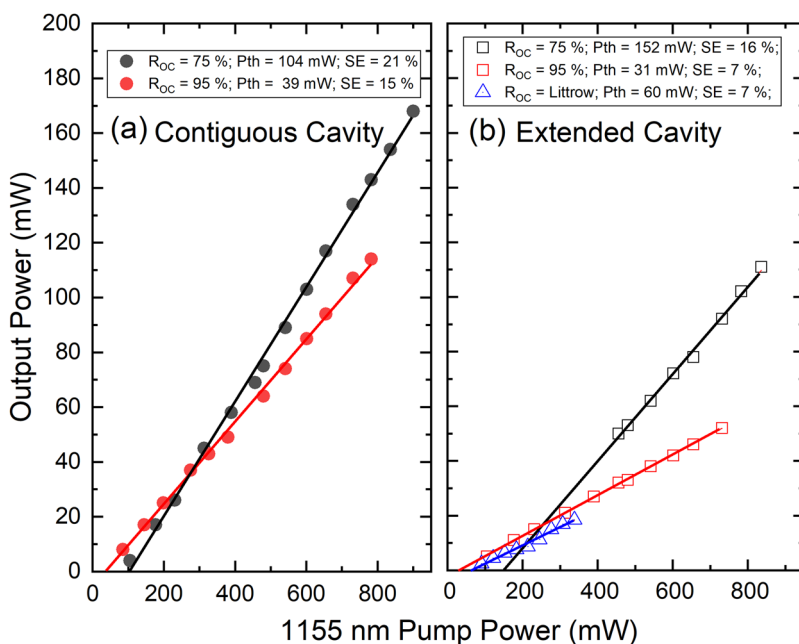 R_OC = 75 %; Pth = 104 mW; SE = 21 %
R_OC = 95 %; Pth = 39 mW; SE = 15 %
(a) Contiguous Cavity
R_OC = 75 %; Pth = 152 mW; SE = 16 %;
R_OC = 95 %; Pth = 31 mW; SE = 7 %;
R_OC = Littrow; Pth = 60 mW; SE = 7 %;
(b) Extended Cavity
Output Power (mW)
200
180
160
140
120
100
80
60
40
20
0
0 200 400 600 800
200 400 600 800
1155 nm Pump Power (mW)